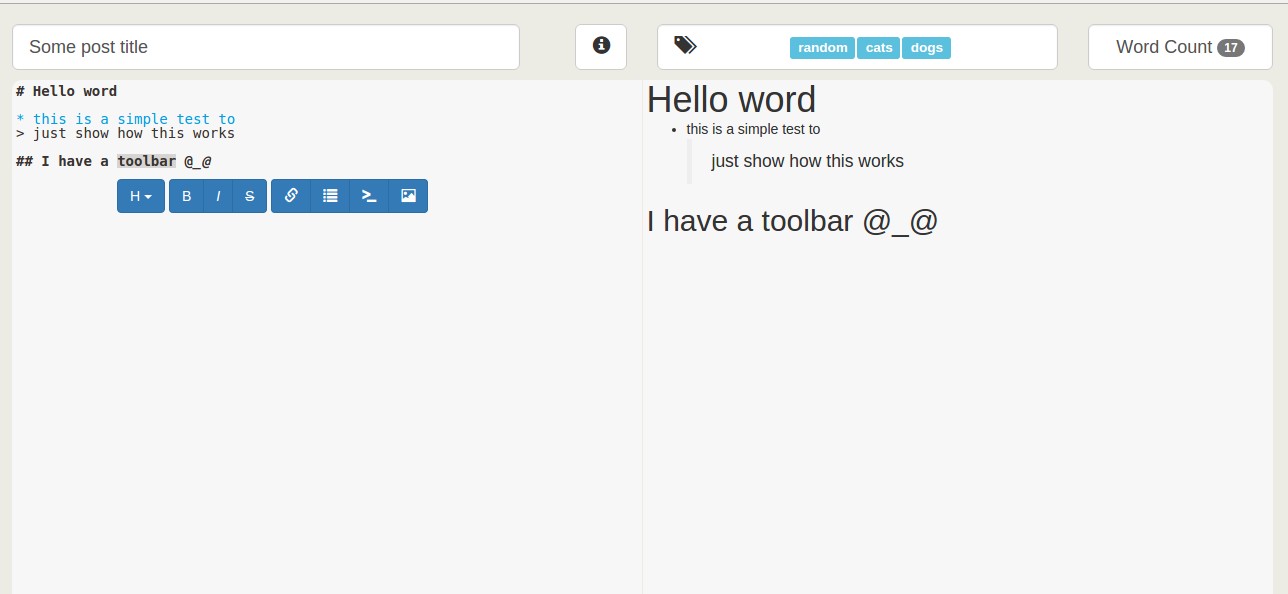 Some post title
random cats dogs
Word Count 17
# Hello word
* this is a simple test to
> just show how this works
## I have a toolbar @_@
H B I S
Hello word
• this is a simple test to
just show how this works
I have a toolbar @_@